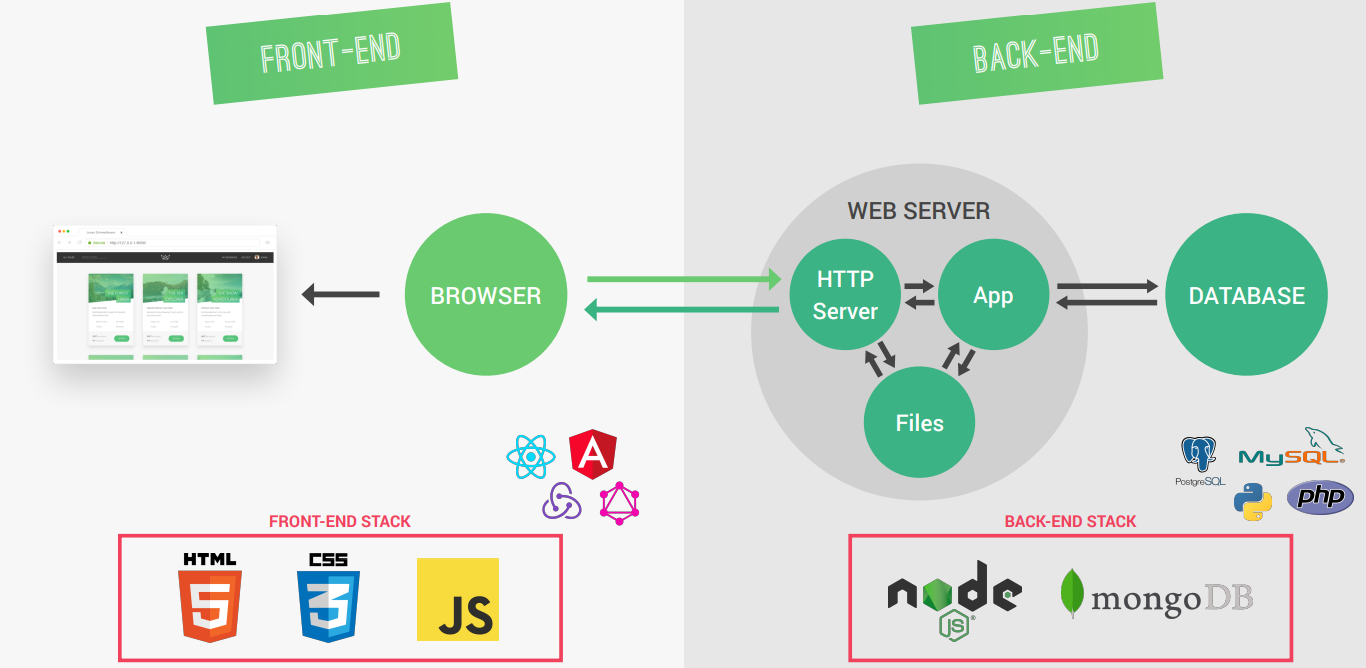 FRONT-END
BACK-END
WEB SERVER
HTTP
Server
App
BROWSER
DATABASE
Files
PostgreSQL
MySQL
php
FRONT-END STACK
BACK-END STACK
HTML
CSS
5
3
JS
node
JS
mongoDB